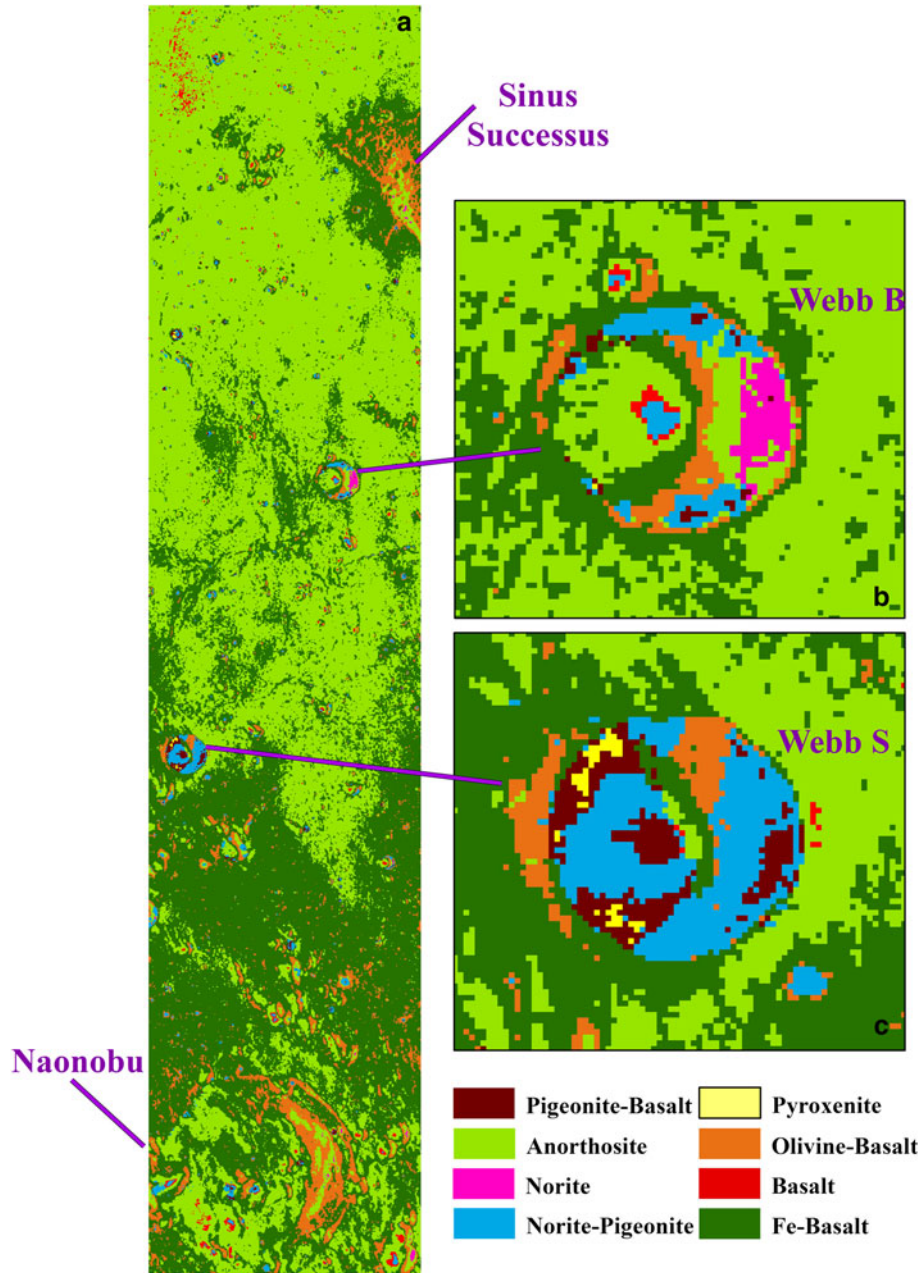 a
Sinus
Successus
Webb B
b
Webb S
c
Naonobu
Pigeonite-Basalt
Pyroxenite
Anorthosite
Olivine-Basalt
Norite
Basalt
Norite-Pigeonite
Fe-Basalt